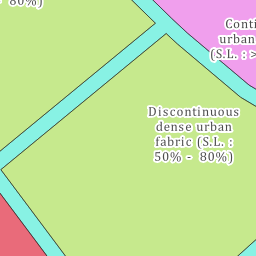 80%)
Conti
urban
(S.L. : >
Discontinuous
dense urban
fabric (S.L. :
50% -  80%)